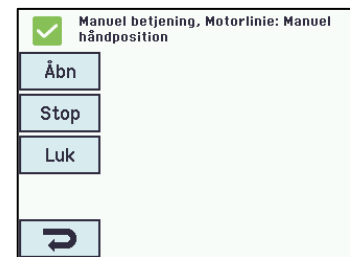 Manuel betjening, Motorlinie: Manuel
håndposition
Åbn
Stop
Luk